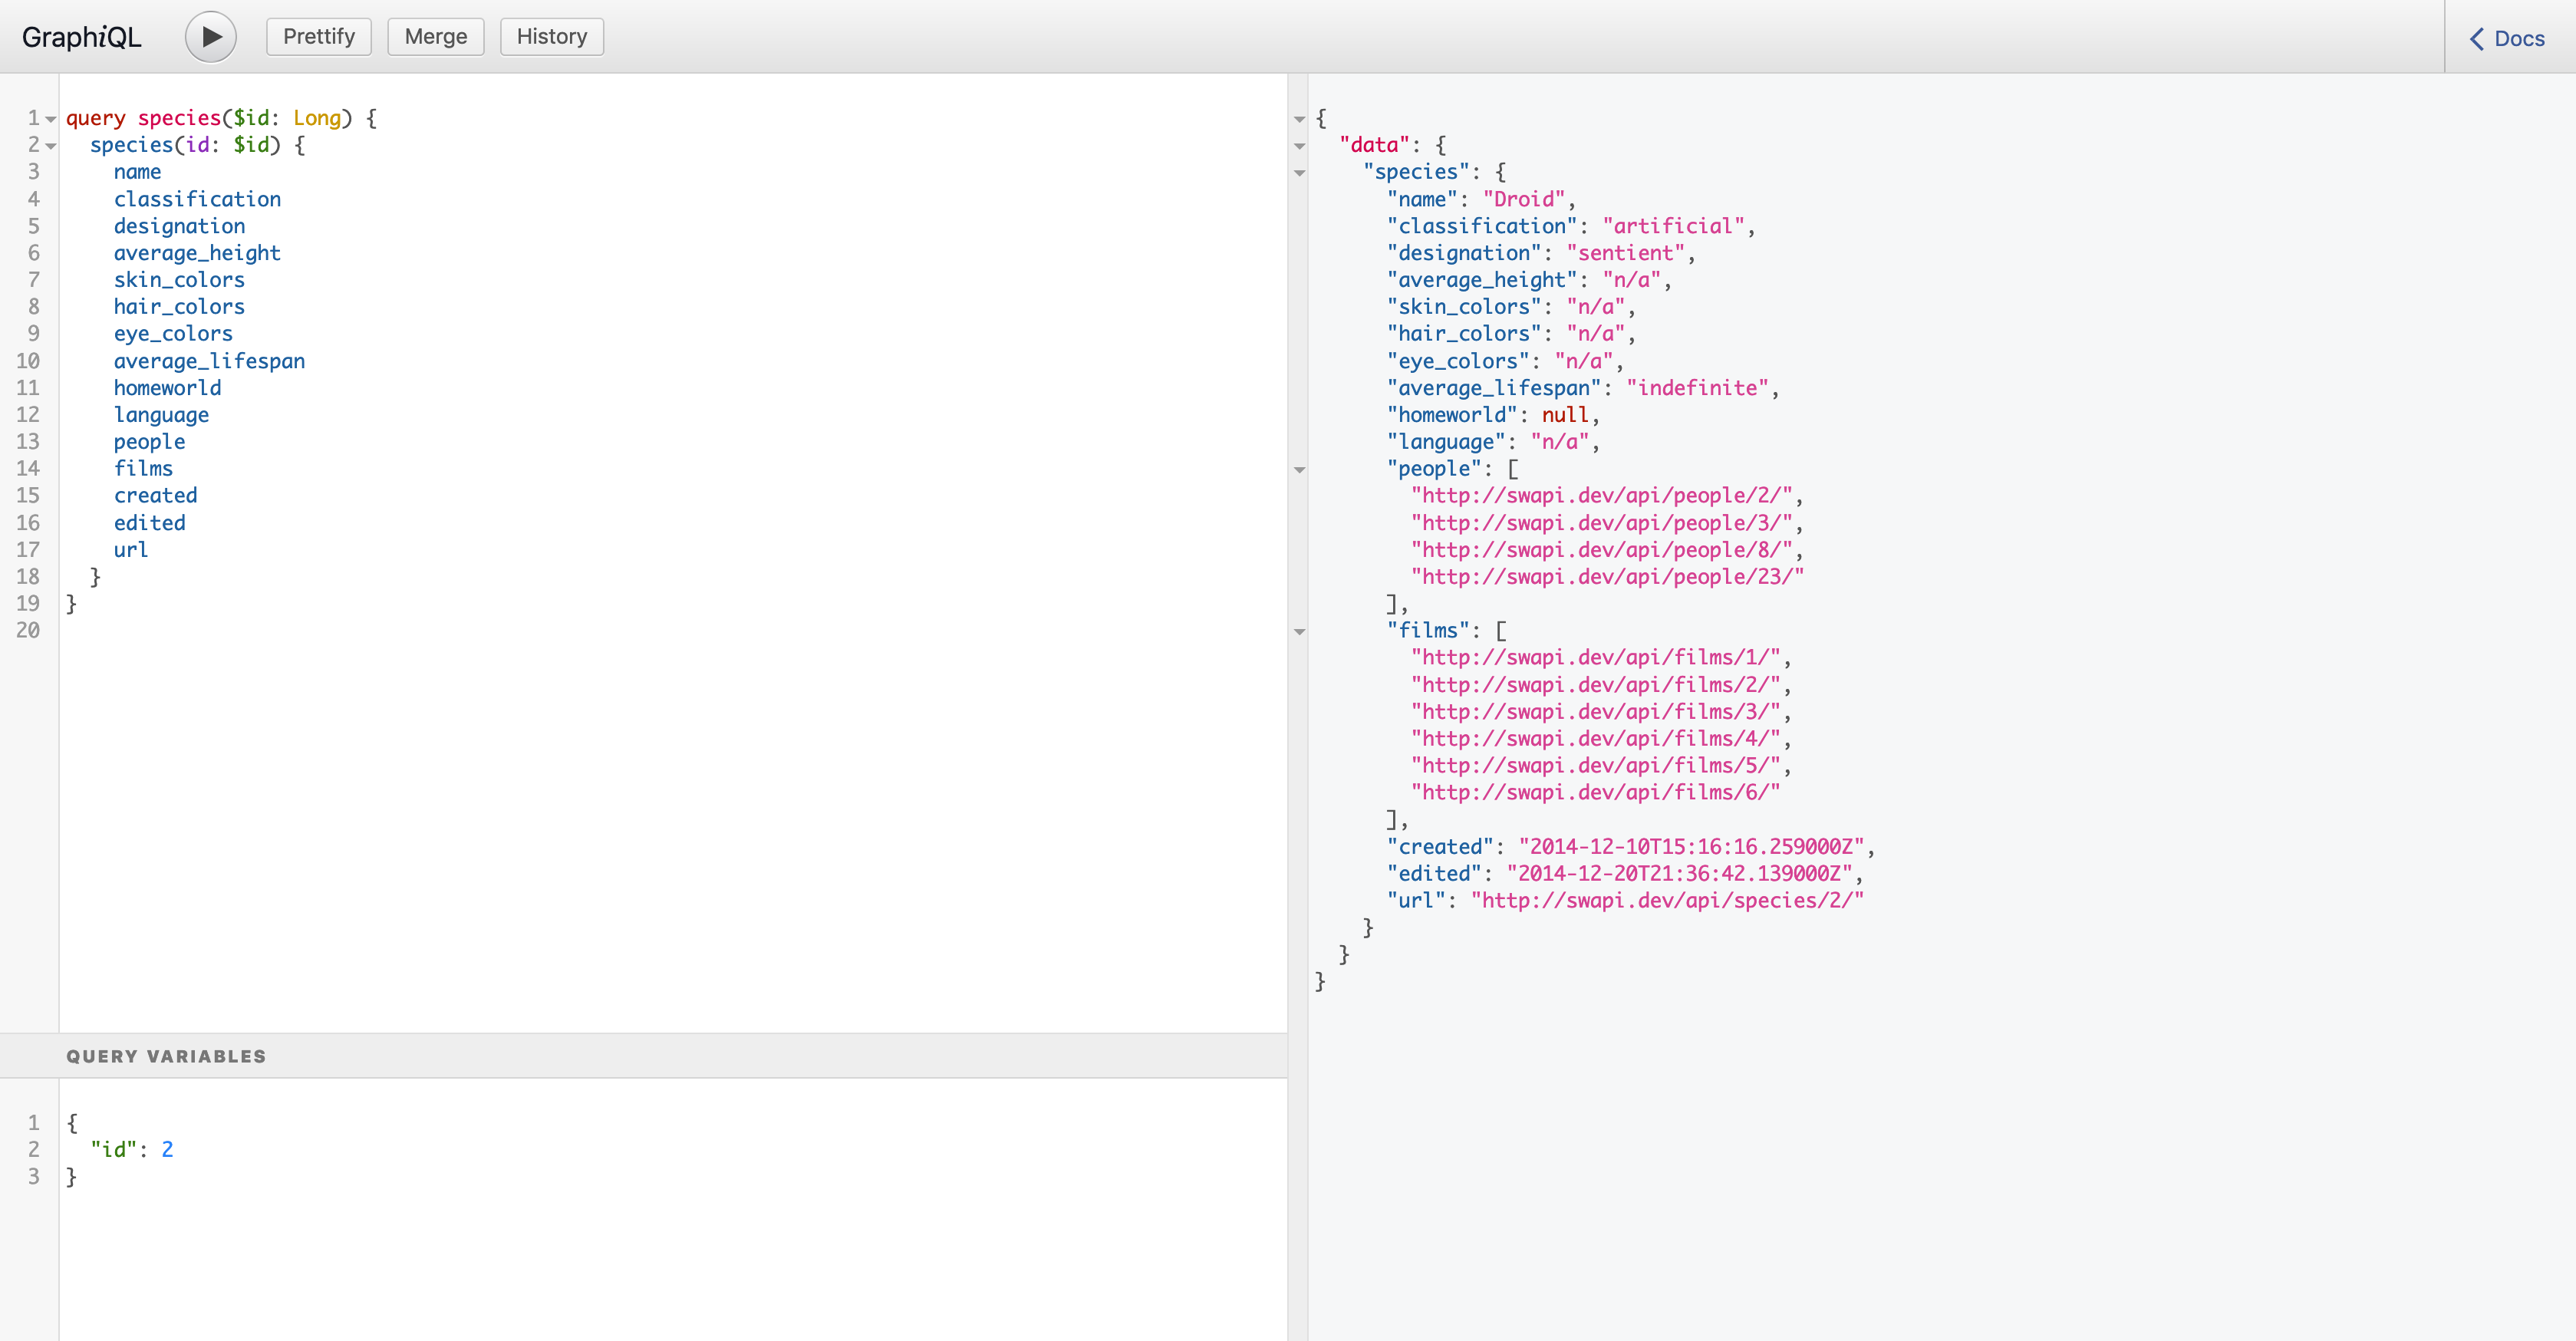 GraphiQL Prettify Merge History Docs
1 query species($id: Long) {
2   species(id: $id) {
3     name
4     classification
5     designation
6     average_height
7     skin_colors
8     hair_colors
9     eye_colors
10     average_lifespan
11     homeworld
12     language
13     people
14     films
15     created
16     edited
17     url
18   }
19 }
20
QUERY VARIABLES
1 {
2   "id": 2
3 }
{
  "data": {
    "species": {
      "name": "Droid",
      "classification": "artificial",
      "designation": "sentient",
      "average_height": "n/a",
      "skin_colors": "n/a",
      "hair_colors": "n/a",
      "eye_colors": "n/a",
      "average_lifespan": "indefinite",
      "homeworld": null,
      "language": "n/a",
      "people": [
        "http://swapi.dev/api/people/2/",
        "http://swapi.dev/api/people/3/",
        "http://swapi.dev/api/people/8/",
        "http://swapi.dev/api/people/23/"
      ],
      "films": [
        "http://swapi.dev/api/films/1/",
        "http://swapi.dev/api/films/2/",
        "http://swapi.dev/api/films/3/",
        "http://swapi.dev/api/films/4/",
        "http://swapi.dev/api/films/5/",
        "http://swapi.dev/api/films/6/"
      ],
      "created": "2014-12-10T15:16:16.259000Z",
      "edited": "2014-12-20T21:36:42.139000Z",
      "url": "http://swapi.dev/api/species/2/"
    }
  }
}